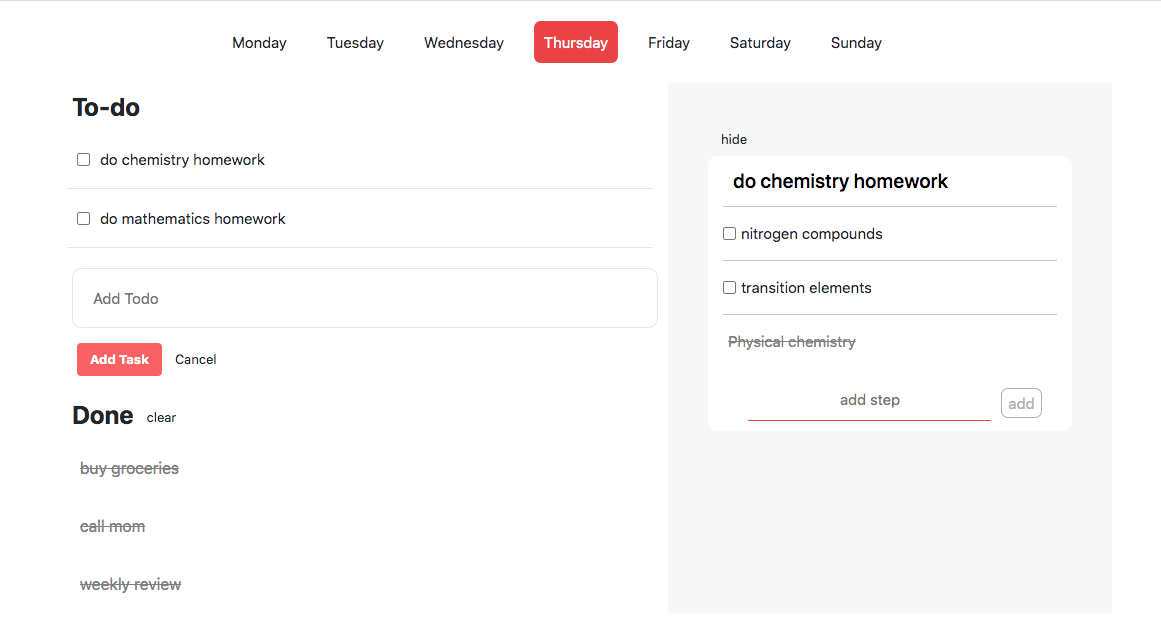 Monday Tuesday Wednesday Thursday Friday Saturday Sunday
To-do
do chemistry homework
do mathematics homework
Add Todo
Add Task Cancel
Done clear
buy groceries
call mom
weekly review
hide
do chemistry homework
nitrogen compounds
transition elements
Physical chemistry
add step add